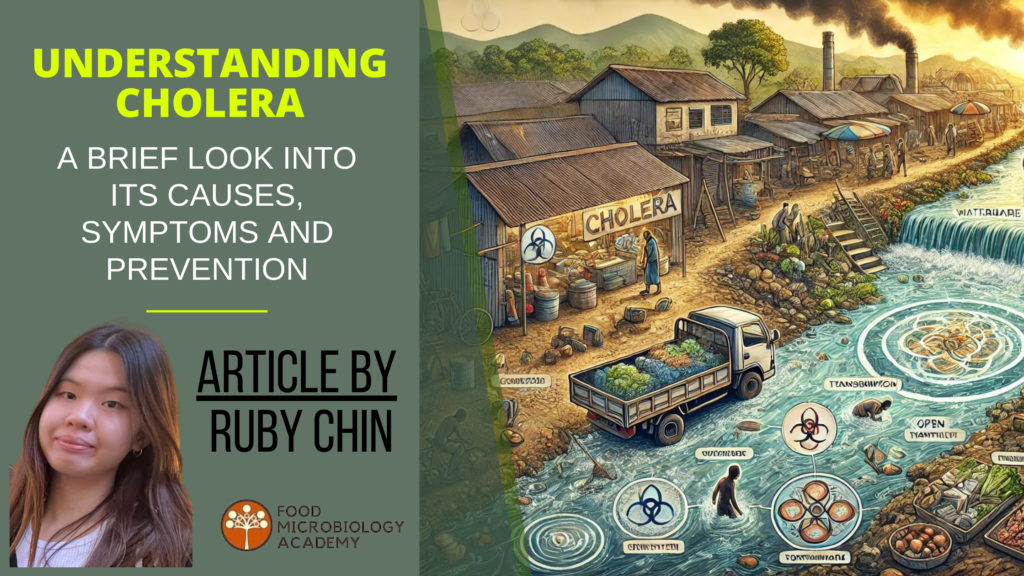 UNDERSTANDING
CHOLERA
A BRIEF LOOK INTO
ITS CAUSES,
SYMPTOMS AND
PREVENTION
ARTICLE BY
RUBY CHIN
FOOD
MICROBIOLOGY
ACADEMY
CHOLERA
OPEN